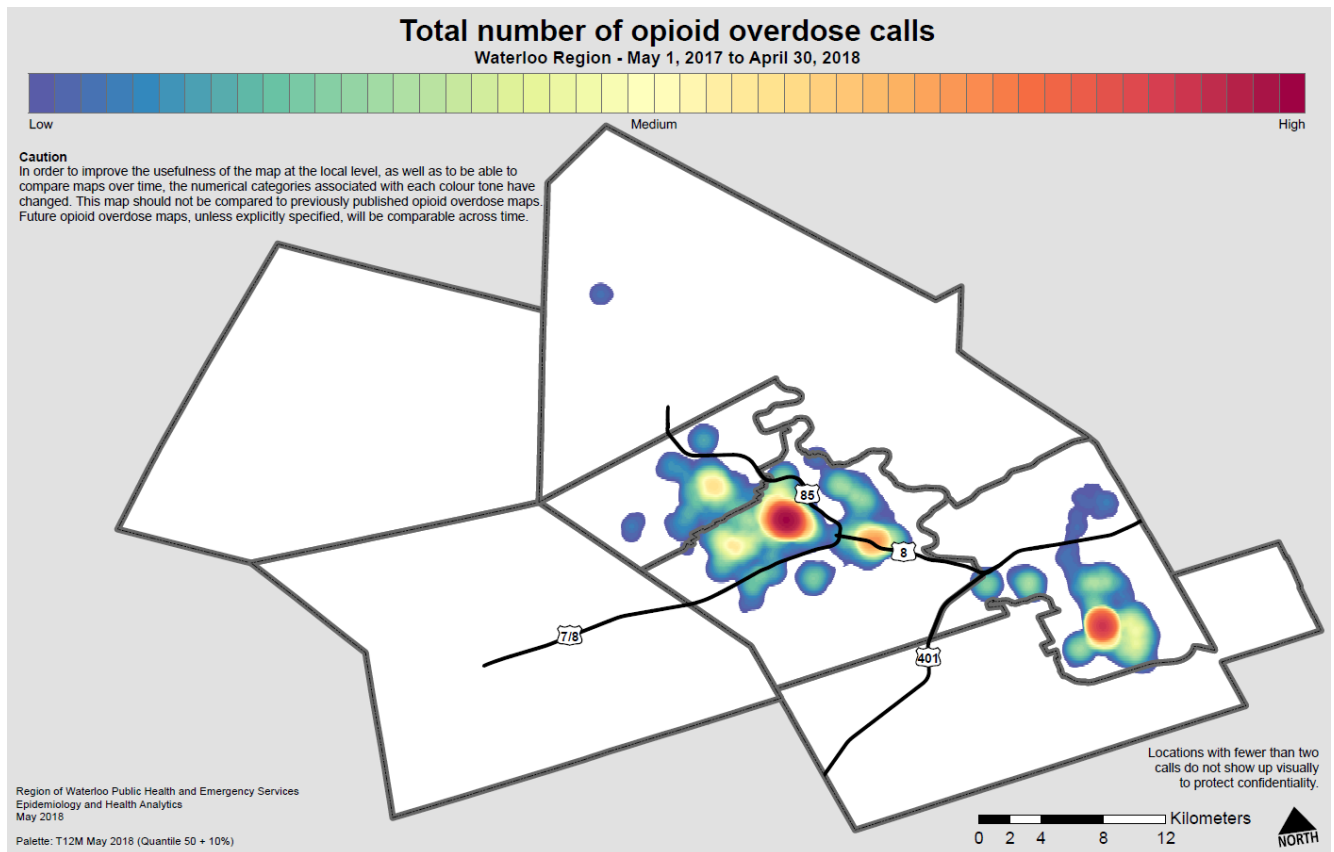 Total number of opioid overdose calls
Waterloo Region - May 1, 2017 to April 30, 2018
Low
Medium
High
Caution
In order to improve the usefulness of the map at the local level, as well as to be able to
compare maps over time, the numerical categories associated with each colour tone have
changed. This map should not be compared to previously published opioid overdose maps.
Future opioid overdose maps, unless explicitly specified, will be comparable across time.
85
8
7/8
401
Locations with fewer than two
calls do not show up visually
to protect confidentiality.
Region of Waterloo Public Health and Emergency Services
Epidemiology and Health Analytics
May 2018
Palette: T12M May 2018 (Quantile 50 + 10%)
Kilometers
0 2 4 8 12
NORTH